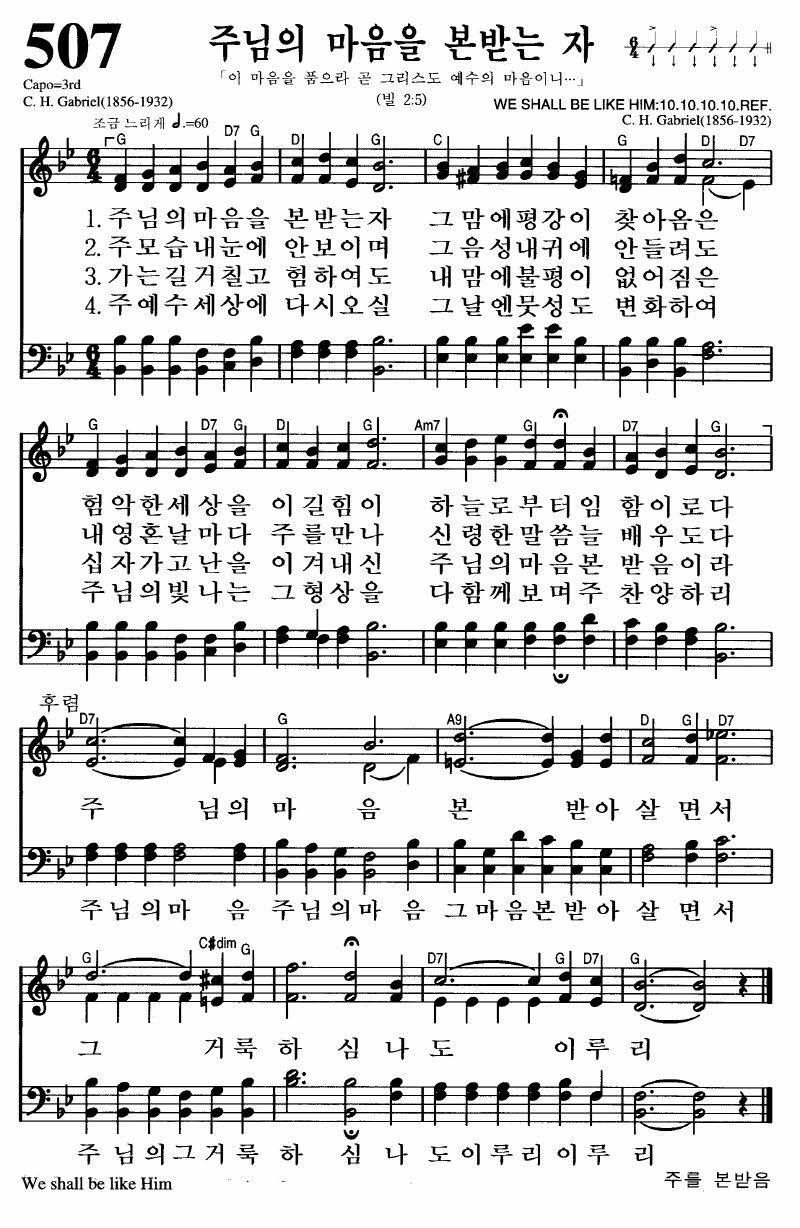 507
주님의 마음을 본받는 자
「이 마음을 품으라 곧 그리스도 예수의 마음이니…」
Capo=3rd
(빌 2:5)
C. H. Gabriel(1856-1932)
WE SHALL BE LIKE HIM:10.10.10.10.REF.
C. H. Gabriel(1856-1932)
조금 느리게 𝅗𝅥.=60
G D7 G D G C G D D7
1. 주님의마음을 본받는자 그맘에평강이 찾아옴은
2. 주모습내눈에 안보이며 그음성내귀에 안들려도
3. 가는길거칠고 험하여도 내맘에불평이 없어짐은
4. 주예수세상에 다시오실 그날엔뭇성도 변화하여
G D7 G D G Am7 G D7 G
험악한세상을 이길힘이 하늘로부터임 함이로다
내영혼날마다 주를만나 신령한말씀늘 배우도다
십자가고난을 이겨내신 주님의마음본 받음이라
주님의빛나는 그형상을 다함께보며주 찬양하리
후렴
D7 G A9 D G D7
주 님의 마 음 본 받아 살 면서
주님의마 음 주님의마 음 그마음본받아 살 면서
G C#dim G D7 G D7 G
그 거룩하 심 나 도 이루리
주님의그거룩하 심 나 도이루리이루리
We shall be like Him
주를 본받음